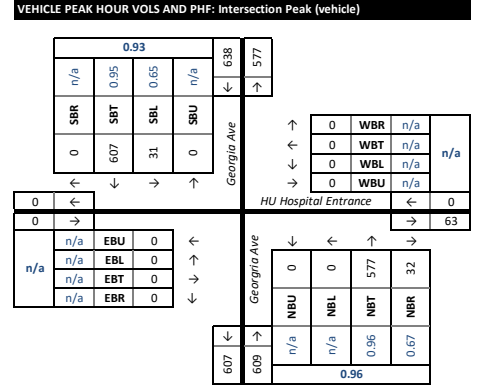 VEHICLE PEAK HOUR VOLS AND PHF: Intersection Peak (vehicle)
0.93
638
577
n/a
0.95
0.65
n/a
↓ ↑
SBR
SBT
SBL
SBU
0
607
31
0
Georgia Ave
↑ 0 WBR n/a
← 0 WBT n/a
↓ 0 WBL n/a
→ 0 WBU n/a
n/a
← ↓ → ↑
0 ← HU Hospital Entrance ← 0
0 → → 63
n/a
n/a EBU 0 ←
n/a EBL 0 ↑
n/a EBT 0 →
n/a EBR 0 ↓
Georgria Ave
↓ ← ↑ →
0
0
577
32
NBU
NBL
NBT
NBR
↓ ↑
n/a
n/a
0.96
0.67
607
609
0.96